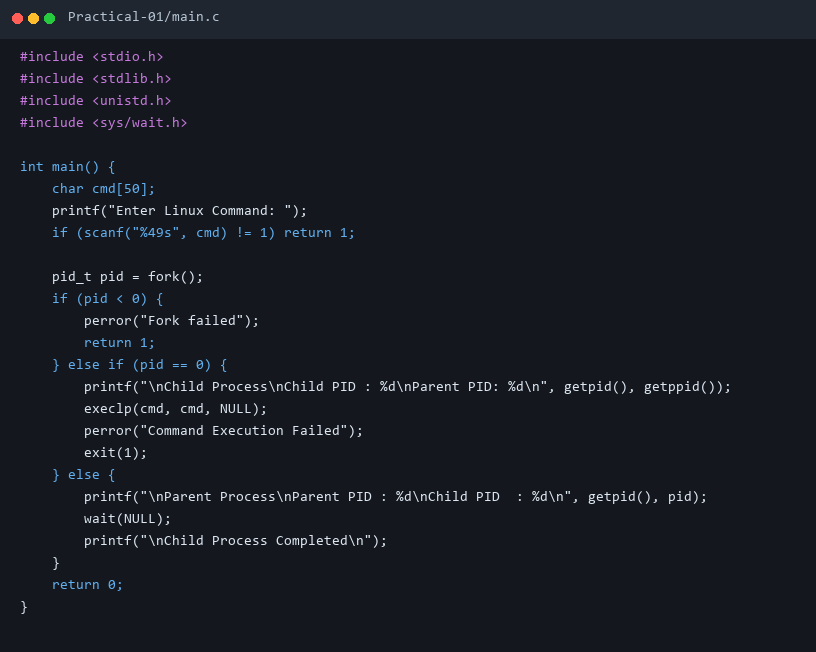 Practical-01/main.c
#include <stdio.h>
#include <stdlib.h>
#include <unistd.h>
#include <sys/wait.h>

int main() {
    char cmd[50];
    printf("Enter Linux Command: ");
    if (scanf("%49s", cmd) != 1) return 1;

    pid_t pid = fork();
    if (pid < 0) {
        perror("Fork failed");
        return 1;
    } else if (pid == 0) {
        printf("\nChild Process\nChild PID : %d\nParent PID: %d\n", getpid(), getppid());
        execlp(cmd, cmd, NULL);
        perror("Command Execution Failed");
        exit(1);
    } else {
        printf("\nParent Process\nParent PID : %d\nChild PID  : %d\n", getpid(), pid);
        wait(NULL);
        printf("\nChild Process Completed\n");
    }
    return 0;
}